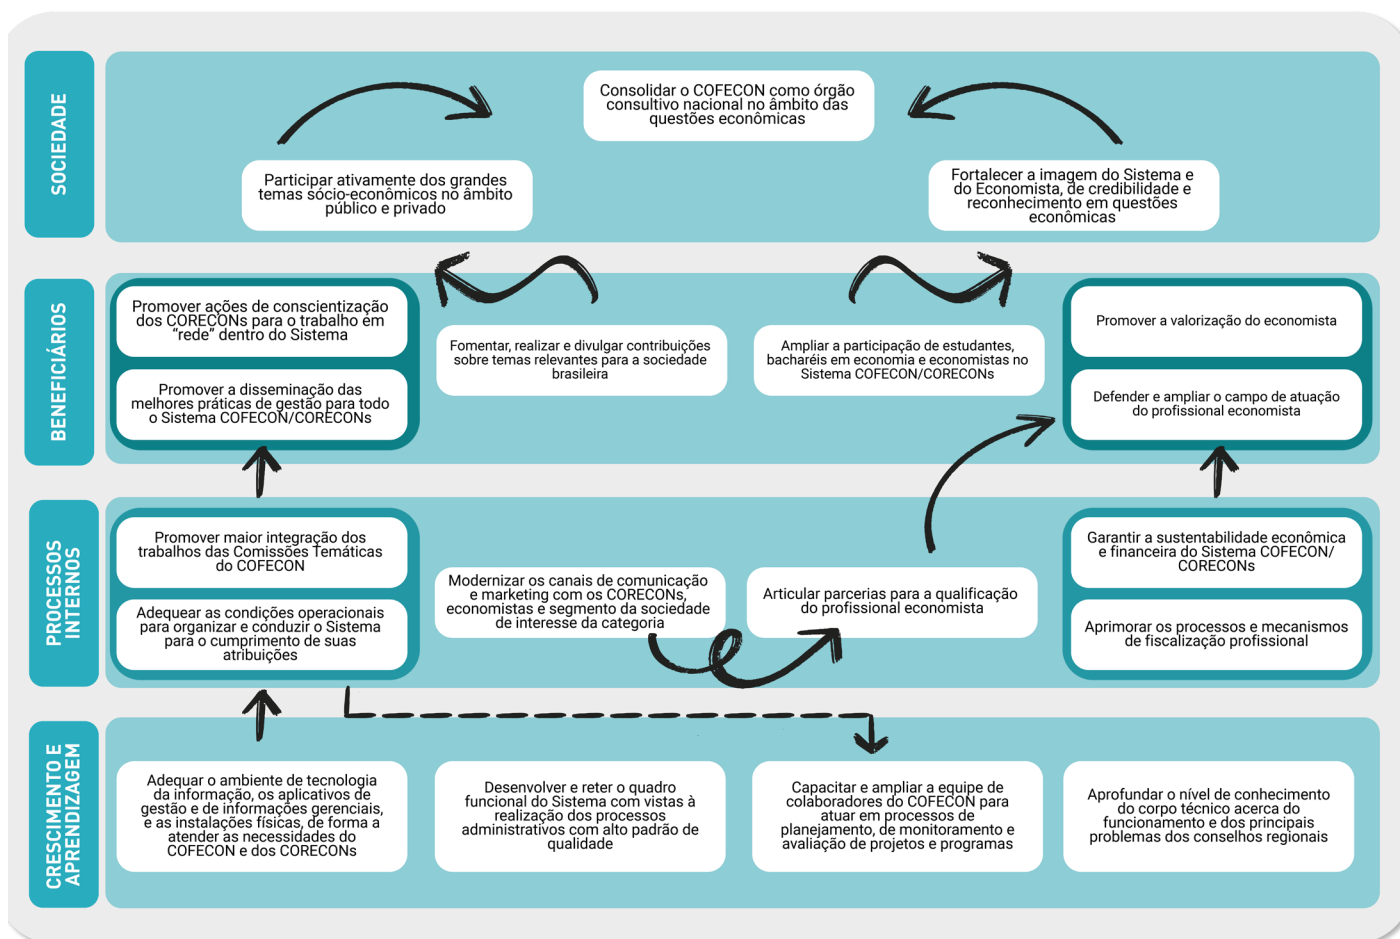 SOCIEDADE
Consolidar o COFECON como órgão
consultivo nacional no âmbito das
questões econômicas
Participar ativamente dos grandes
temas sócio-econômicos no âmbito
público e privado
Fortalecer a imagem do Sistema e
do Economista, de credibilidade e
reconhecimento em questões
econômicas
BENEFICIÁRIOS
Promover ações de conscientização
dos CORECONs para o trabalho em
“rede” dentro do Sistema
Promover a disseminação das
melhores práticas de gestão para todo
o Sistema COFECON/CORECONs
Fomentar, realizar e divulgar contribuições
sobre temas relevantes para a sociedade
brasileira
Ampliar a participação de estudantes,
bacharéis em economia e economistas no
Sistema COFECON/CORECONs
Promover a valorização do economista
Defender e ampliar o campo de atuação
do profissional economista
PROCESSOS
INTERNOS
Promover maior integração dos
trabalhos das Comissões Temáticas
do COFECON
Adequear as condições operacionais
para organizar e conduzir o Sistema
para o cumprimento de suas
atribuições
Modernizar os canais de comunicação
e marketing com os CORECONs,
economistas e segmento da sociedade
de interesse da categoria
Articular parcerias para a qualificação
do profissional economista
Garantir a sustentabilidade econômica
e financeira do Sistema COFECON/
CORECONs
Aprimorar os processos e mecanismos
de fiscalização profissional
CRESCIMENTO E
APRENDIZAGEM
Adequar o ambiente de tecnologia
da informação, os aplicativos de
gestão e de informações gerenciais,
e as instalações físicas, de forma a
atender as necessidades do
COFECON e dos CORECONs
Desenvolver e reter o quadro
funcional do Sistema com vistas à
realização dos processos
administrativos com alto padrão de
qualidade
Capacitar e ampliar a equipe de
colaboradores do COFECON para
atuar em processos de
planejamento, de monitoramento e
avaliação de projetos e programas
Aprofundar o nível de conhecimento
do corpo técnico acerca do
funcionamento e dos principais
problemas dos conselhos regionais